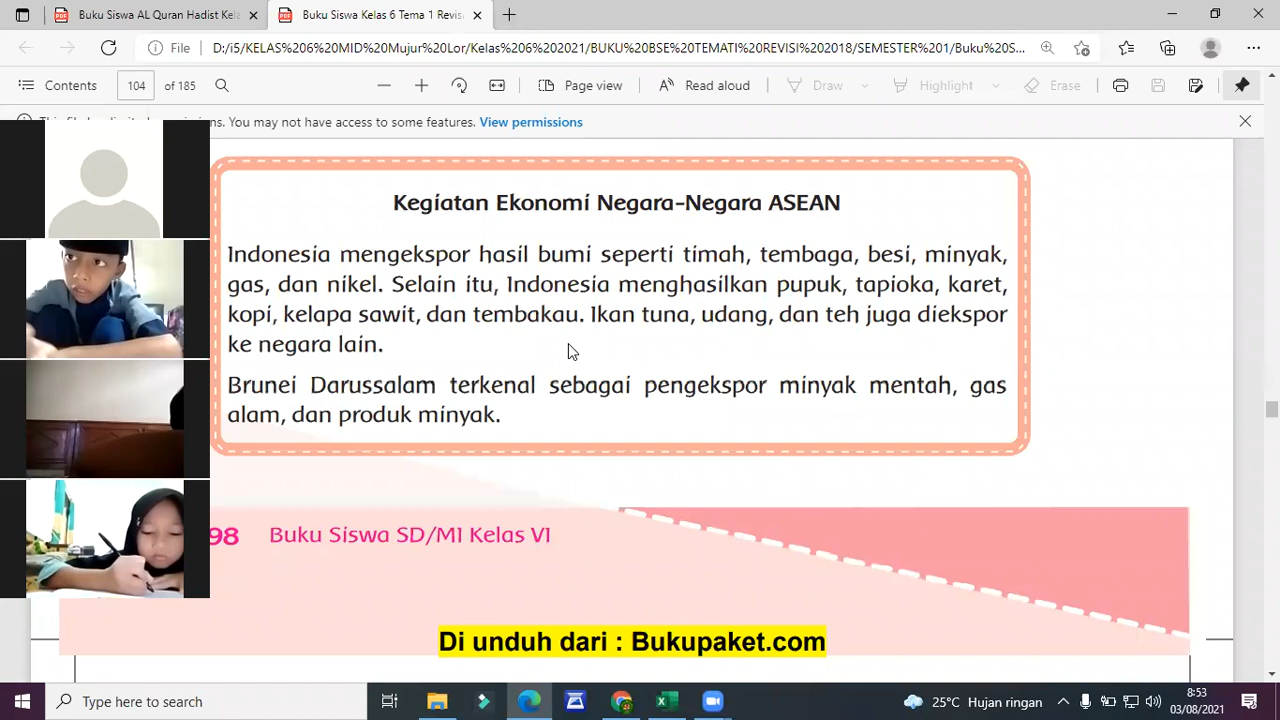 Buku Siswa AL Quran Hadist Kelas
Buku Siswa Kelas 6 Tema 1 Revis
File
D:/i5/KELAS%206%20MID%20Mujur%20Lor/Kelas%206%202021/BUKU%20BSE%20TEMATI%20REVISI%202018/SEMESTER%201/Buku%20S...
Contents
104 of 185
Page view
Read aloud
Draw
Highlight
Erase
ns. You may not have access to some features. View permissions
Kegiatan Ekonomi Negara-Negara ASEAN
Indonesia mengekspor hasil bumi seperti timah, tembaga, besi, minyak,
gas, dan nikel. Selain itu, Indonesia menghasilkan pupuk, tapioka, karet,
kopi, kelapa sawit, dan tembakau. Ikan tuna, udang, dan teh juga diekspor
ke negara lain.
Brunei Darussalam terkenal sebagai pengekspor minyak mentah, gas
alam, dan produk minyak.
98 Buku Siswa SD/MI Kelas VI
Di unduh dari : Bukupaket.com
Type here to search
25°C Hujan ringan
8:53
03/08/2021